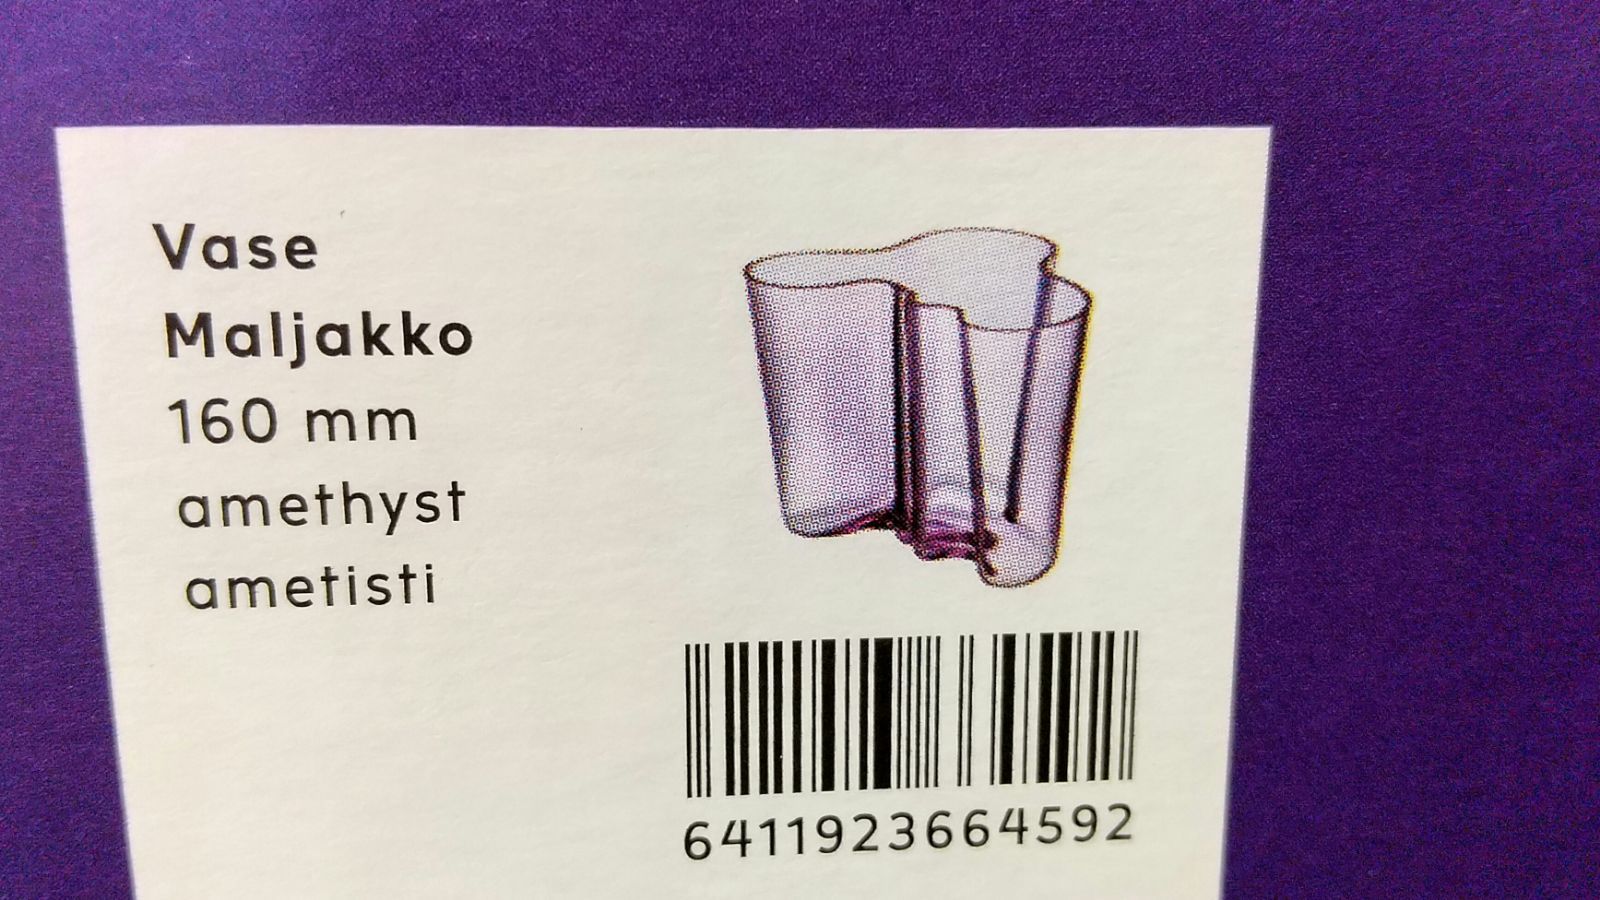 Vase
Maljakko
160 mm
amethyst
ametisti
6411923664592